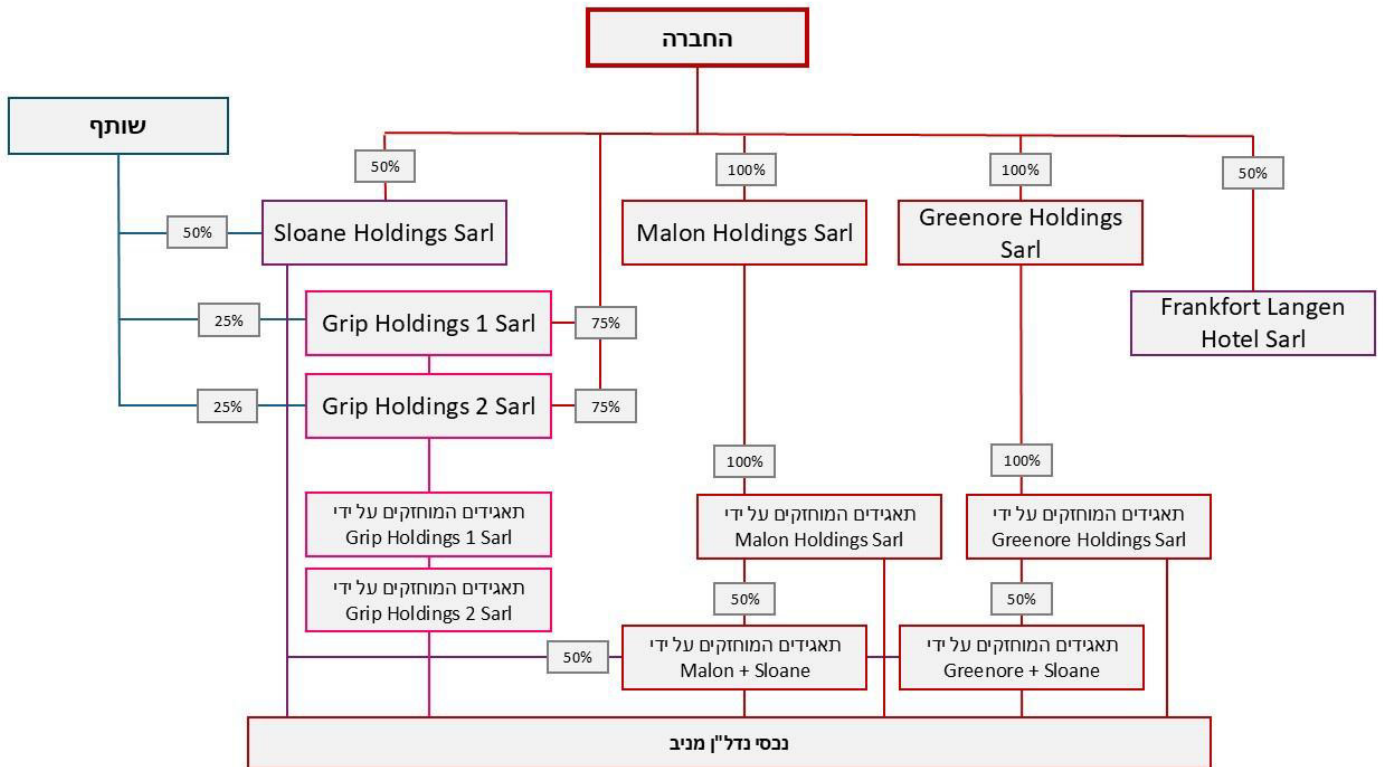 החברה
שותף
50%
100%
100%
50%
50%
Sloane Holdings Sarl
Malon Holdings Sarl
Greenore Holdings
Sarl
25%
Grip Holdings 1 Sarl
75%
Frankfort Langen
Hotel Sarl
25%
Grip Holdings 2 Sarl
75%
100%
100%
תאגידים המוחזקים על ידי
Grip Holdings 1 Sarl
תאגידים המוחזקים על ידי
Malon Holdings Sarl
תאגידים המוחזקים על ידי
Greenore Holdings Sarl
תאגידים המוחזקים על ידי
Grip Holdings 2 Sarl
50%
50%
50%
תאגידים המוחזקים על ידי
Malon + Sloane
תאגידים המוחזקים על ידי
Greenore + Sloane
נכסי נדל"ן מניב